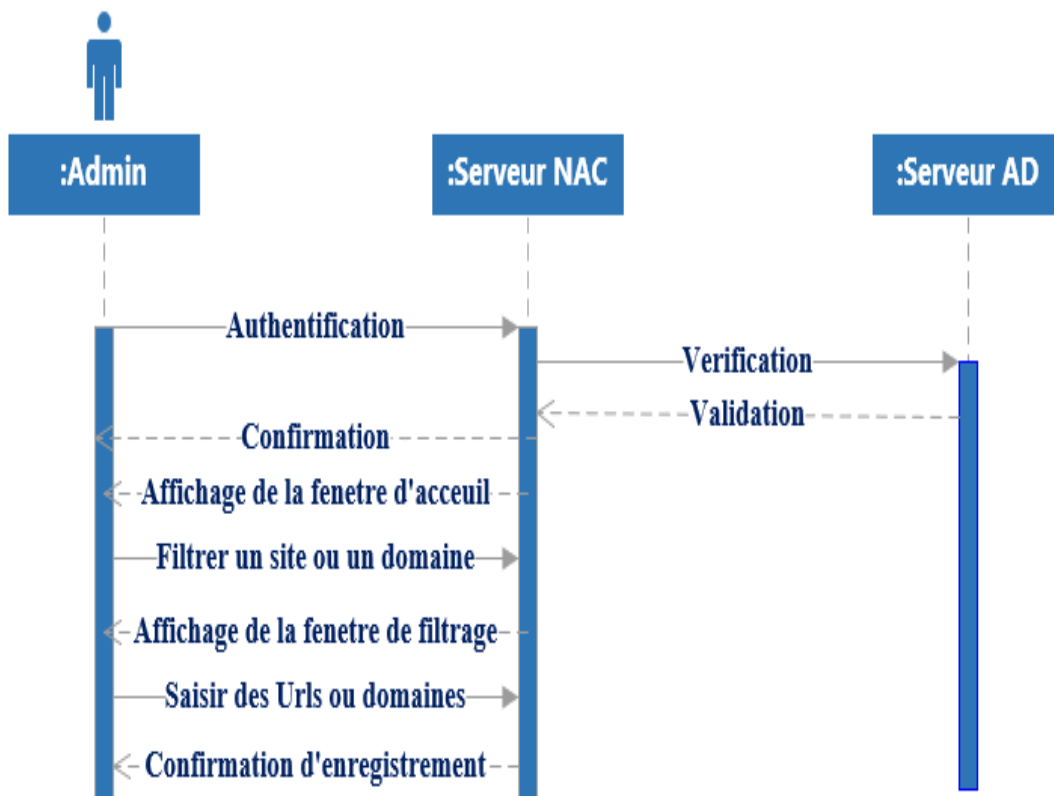 :Admin
:Serveur NAC
:Serveur AD
Authentification
Verification
Validation
Confirmation
Affichage de la fenetre d'acceuil
Filtrer un site ou un domaine
Affichage de la fenetre de filtrage
Saisir des Urls ou domaines
Confirmation d'enregistrement